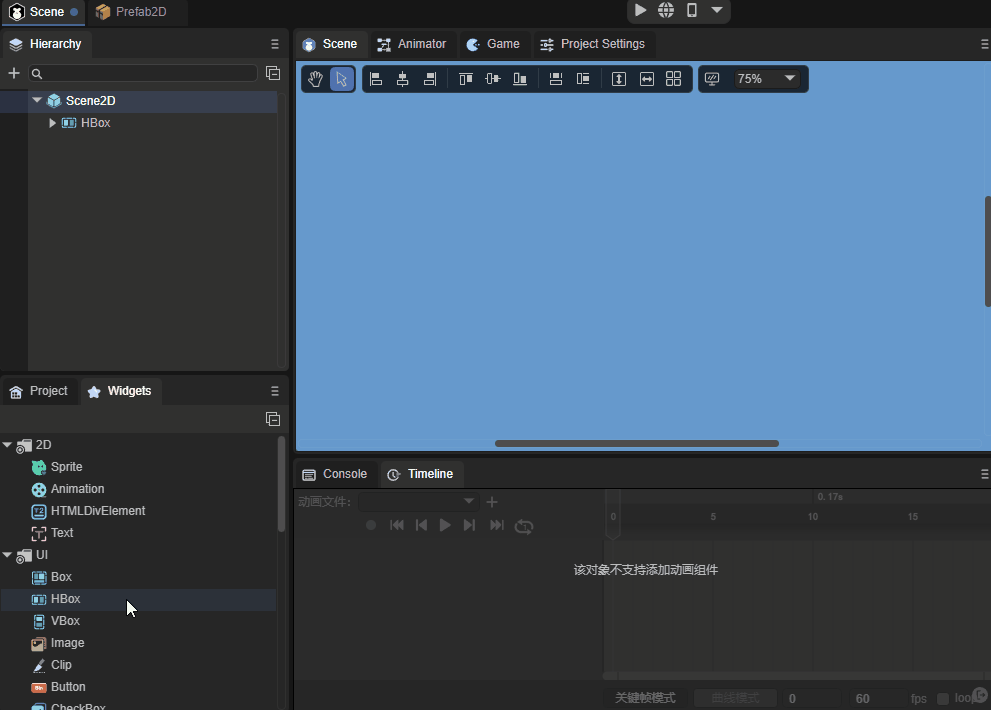 Scene
Prefab2D
Hierarchy
Scene
Animator
Game
Project Settings
75%
Scene2D
HBox
Project
Widgets
2D
Sprite
Animation
HTMLDivElement
Text
UI
Box
HBox
VBox
Image
Clip
Button
CheckBox
Console
Timeline
动画文件:
0.17s
0
5
10
15
该对象不支持添加动画组件
关键帧模式
曲线模式
0
60
fps
loop